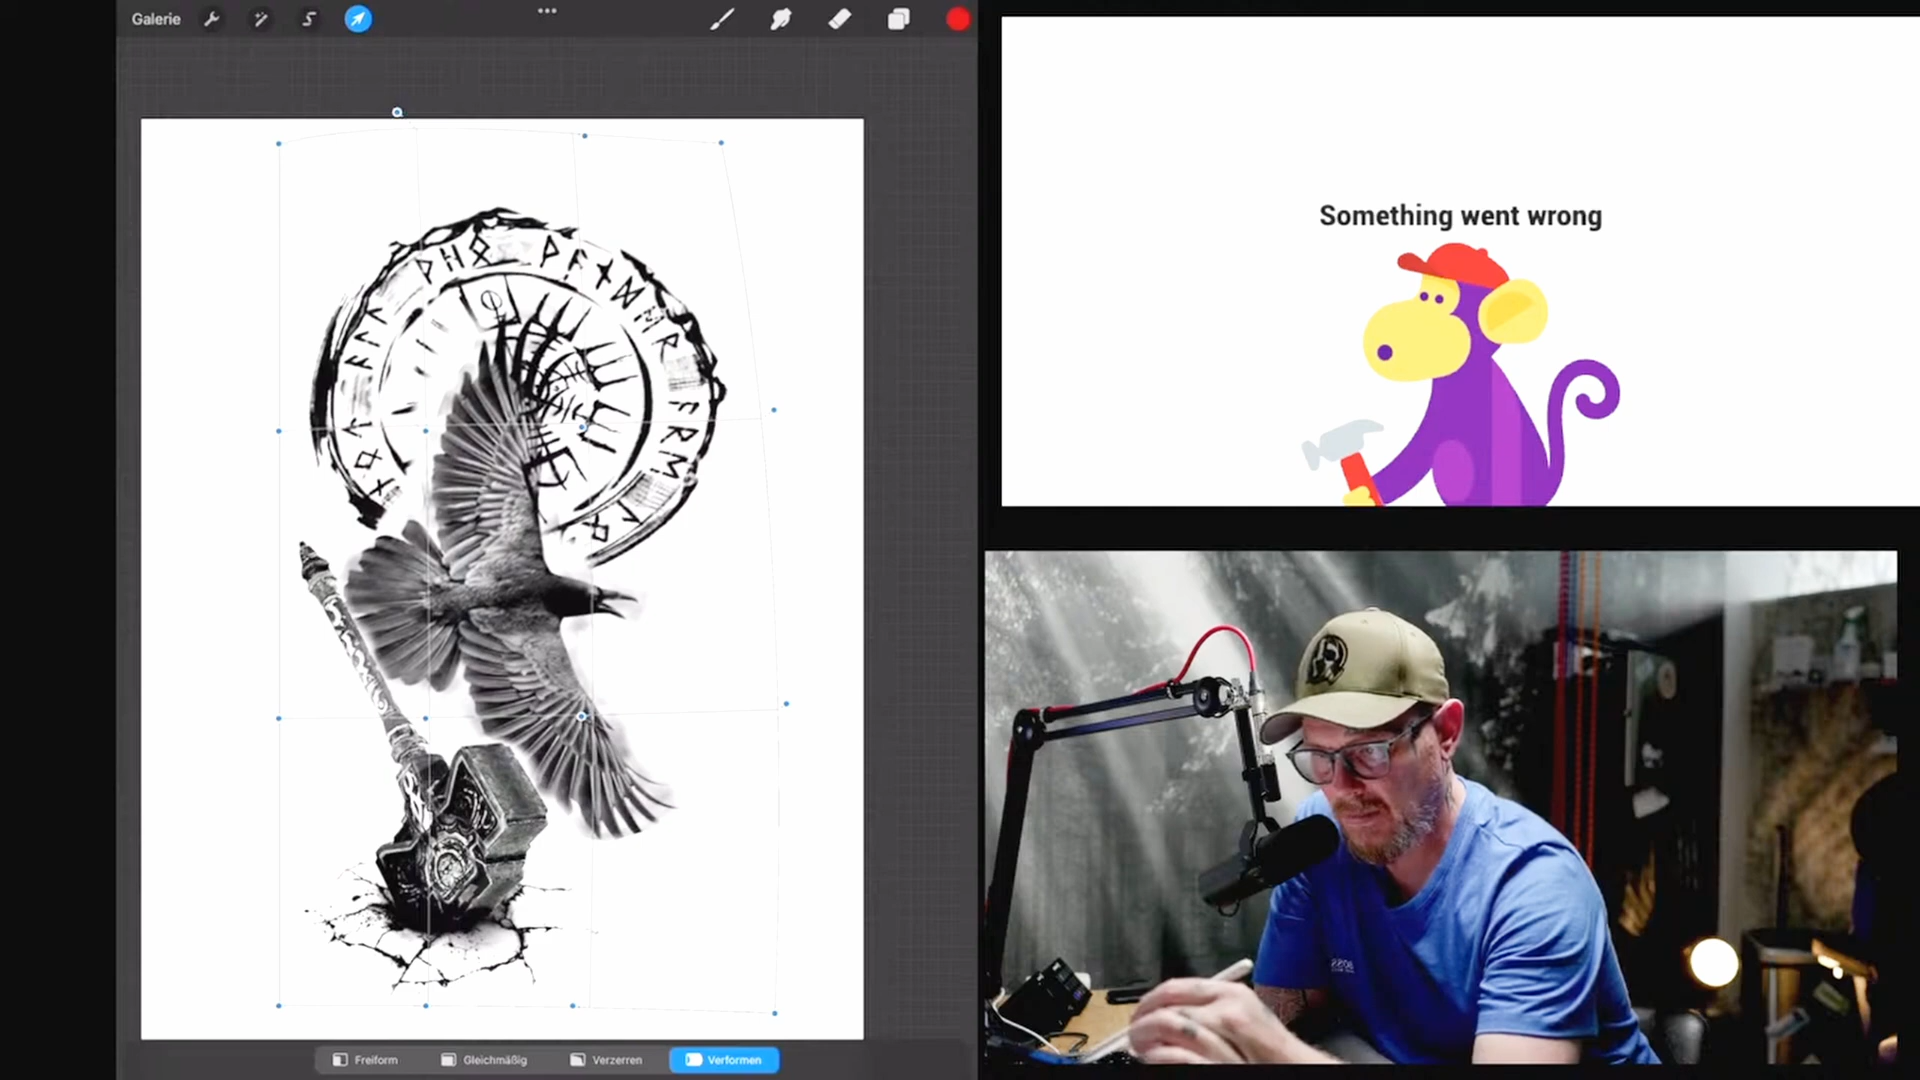 Galerie
Something went wrong
Freiform
Gleichmäßig
Verzerren
Verformen